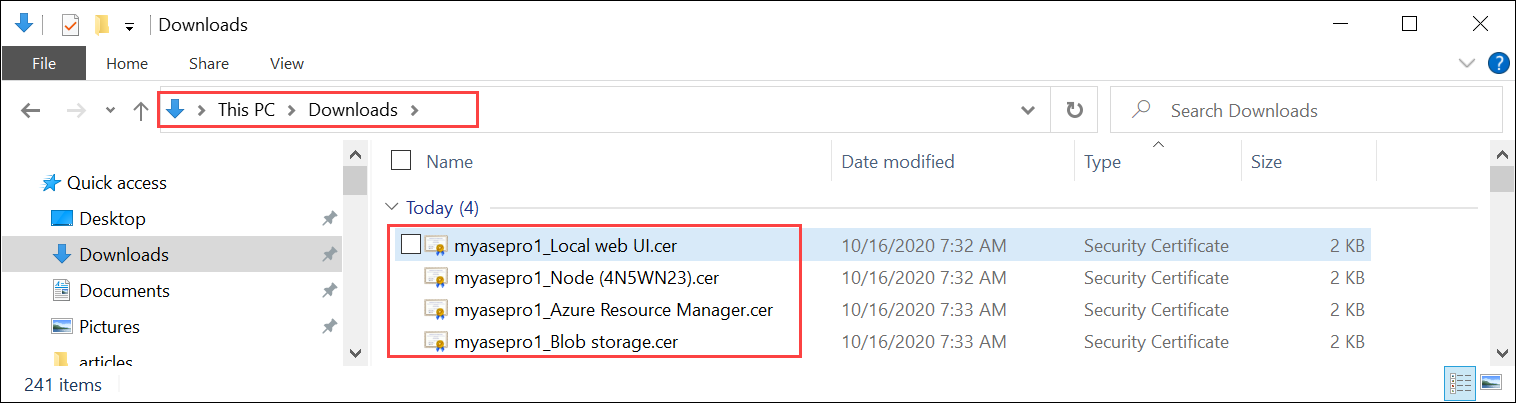 Downloads
File Home Share View
This PC Downloads Search Downloads
Name Date modified Type Size
Quick access
Desktop
Downloads
Documents
Pictures
articles
Today (4)
myasepro1_Local web UI.cer 10/16/2020 7:32 AM Security Certificate 2 KB
myasepro1_Node (4N5WN23).cer 10/16/2020 7:32 AM Security Certificate 2 KB
myasepro1_Azure Resource Manager.cer 10/16/2020 7:33 AM Security Certificate 2 KB
myasepro1_Blob storage.cer 10/16/2020 7:33 AM Security Certificate 2 KB
241 items